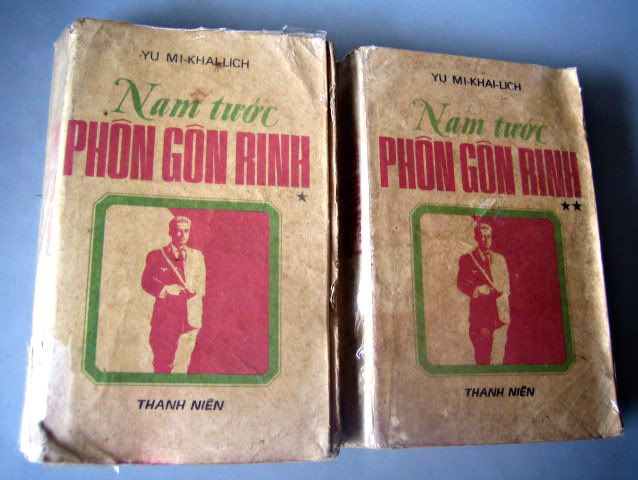 YU MI-KHAI-LICH
Nam tước
PHÔN GÔN RINH
★
THANH NIÊN
YU MI-KHAI-LICH
Nam tước
PHÔN GÔN RINH
★★
THANH NIÊN